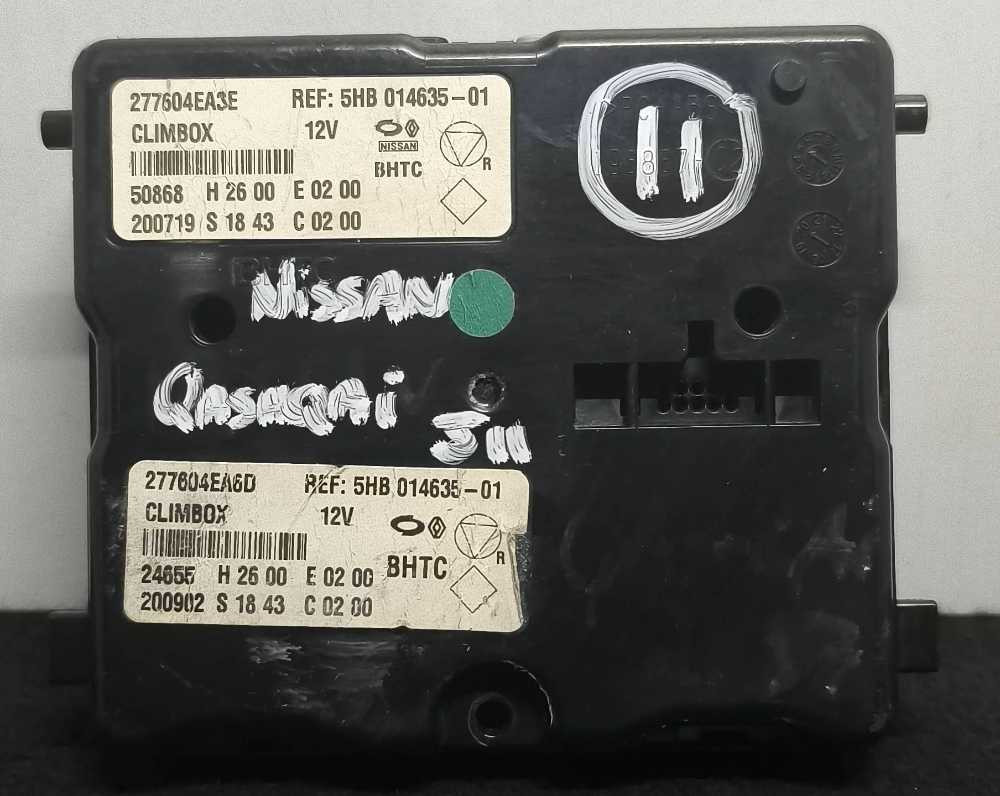 277604EA3E REF: 5HB 014635-01
CLIMBOX 12V
NISSAN
BHTC
R
50868 H 26 00 E 02 00
200719 S 18 43 C 02 00
11
NISSAN
QASAQAi
J11
277604EA6D REF: 5HB 014635-01
CLIMBOX 12V
R
BHTC
24655 H 26 00 E 02 00
200902 S 18 43 C 02 00